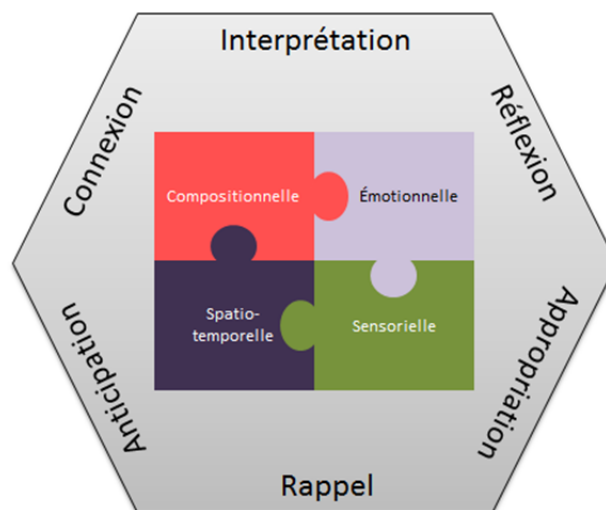 Interprétation
Connexion
Réflexion
Compositionnelle
Émotionnelle
Spatio-
temporelle
Sensorielle
Anticipation
Appropriation
Rappel